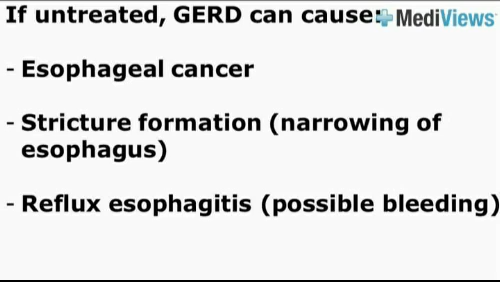 If untreated, GERD can cause: MediViews
- Esophageal cancer
- Stricture formation (narrowing of
esophagus)
- Reflux esophagitis (possible bleeding)